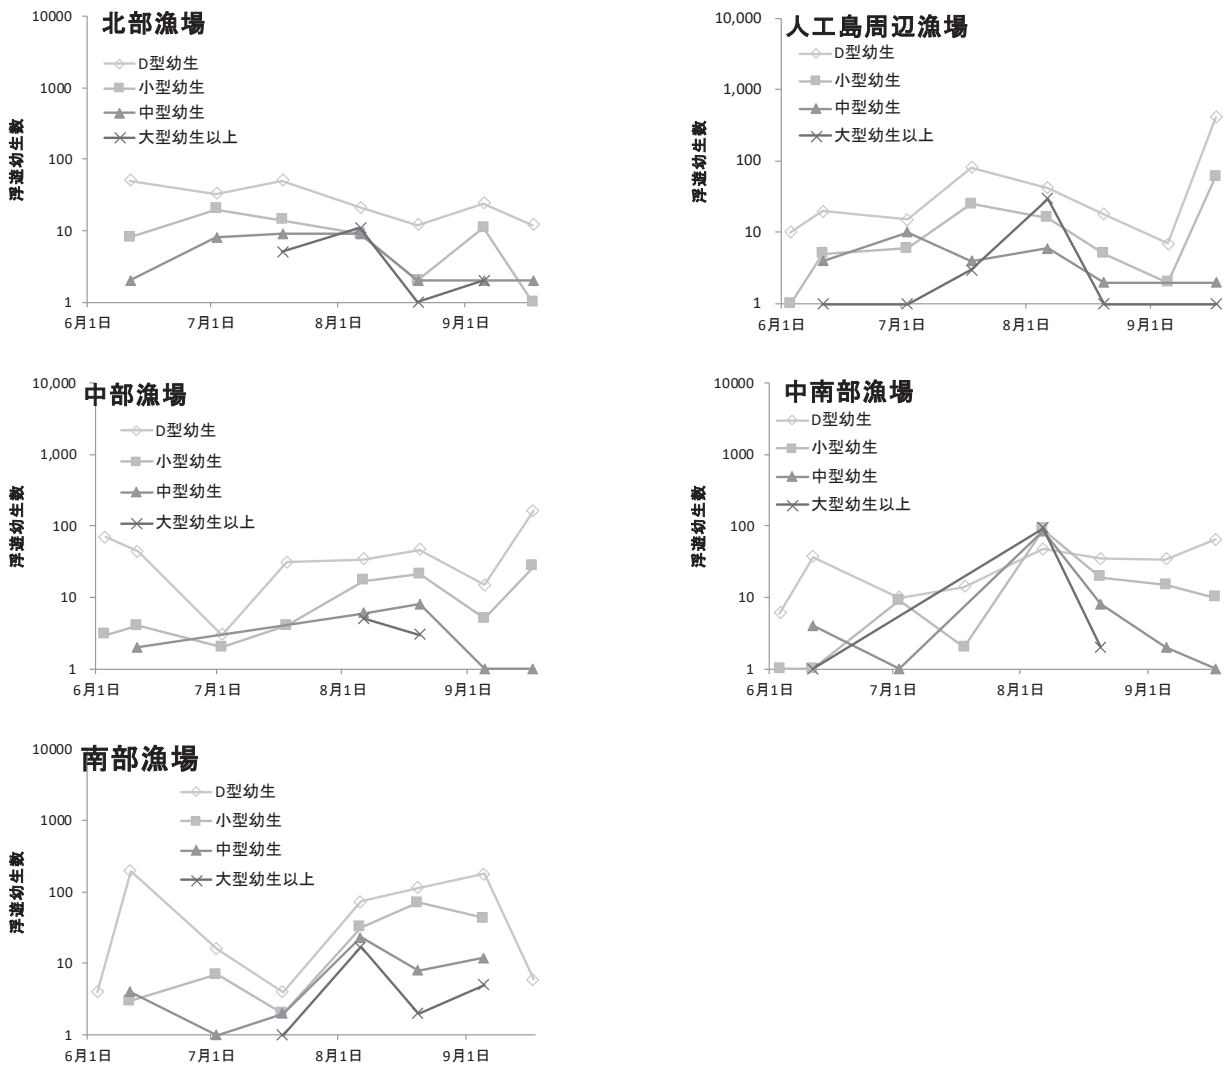 北部漁場
10000
1000
100
10
1
浮遊幼生数
D型幼生
小型幼生
中型幼生
大型幼生以上
6月1日
7月1日
8月1日
9月1日
人工島周辺漁場
10,000
1,000
100
10
1
浮遊幼生数
D型幼生
小型幼生
中型幼生
大型幼生以上
6月1日
7月1日
8月1日
9月1日
中部漁場
10,000
1,000
100
10
1
浮遊幼生数
D型幼生
小型幼生
中型幼生
大型幼生以上
6月1日
7月1日
8月1日
9月1日
中南部漁場
10000
1000
100
10
1
浮遊幼生数
D型幼生
小型幼生
中型幼生
大型幼生以上
6月1日
7月1日
8月1日
9月1日
南部漁場
10000
1000
100
10
1
浮遊幼生数
D型幼生
小型幼生
中型幼生
大型幼生以上
6月1日
7月1日
8月1日
9月1日